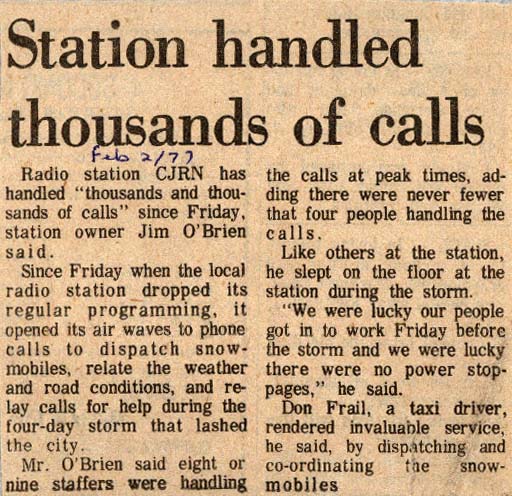 Station handled
thousands of calls
Feb 2/77
Radio station CJRN has
handled "thousands and thou-
sands of calls" since Friday,
station owner Jim O'Brien
said.
Since Friday when the local
radio station dropped its
regular programming, it
opened its air waves to phone
calls to dispatch snow-
mobiles, relate the weather
and road conditions, and re-
lay calls for help during the
four-day storm that lashed
the city.
Mr. O'Brien said eight or
nine staffers were handling
the calls at peak times, ad-
ding there were never fewer
that four people handling the
calls.
Like others at the station,
he slept on the floor at the
station during the storm.
"We were lucky our people
got in to work Friday before
the storm and we were lucky
there were no power stop-
pages," he said.
Don Frail, a taxi driver,
rendered invaluable service,
he said, by dispatching and
co-ordinating the snow-
mobiles